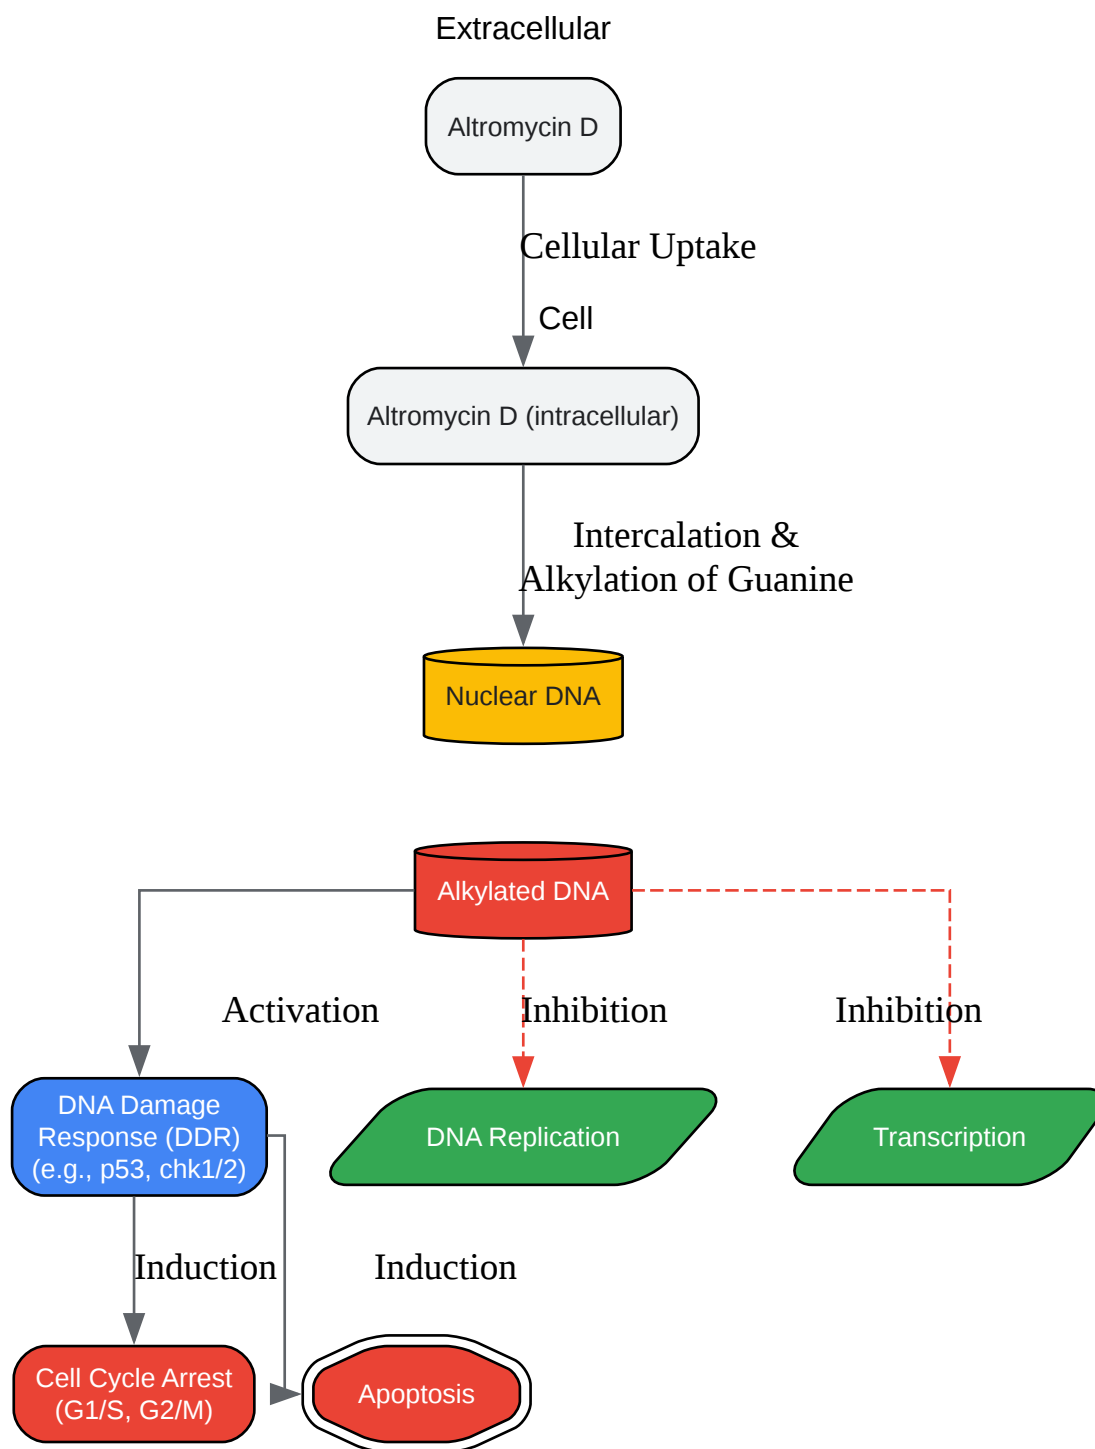 Extracellular
Altromycin D
Cellular Uptake
Cell
Altromycin D (intracellular)
Intercalation &
Alkylation of Guanine
Nuclear DNA
Alkylated DNA
Activation
Inhibition
Inhibition
DNA Damage
Response (DDR)
(e.g., p53, chk1/2)
DNA Replication
Transcription
Induction
Induction
Cell Cycle Arrest
(G1/S, G2/M)
Apoptosis